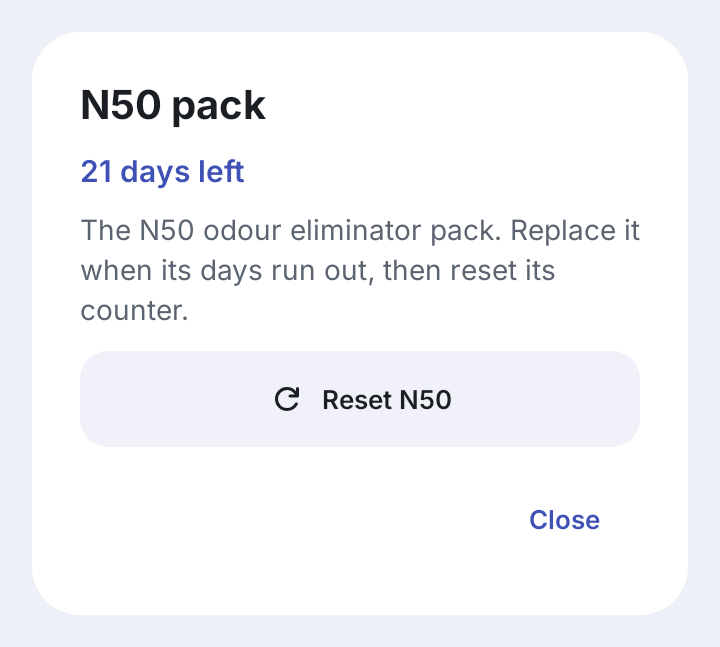 N50 pack
21 days left
The N50 odour eliminator pack. Replace it
when its days run out, then reset its
counter.
Reset N50
Close